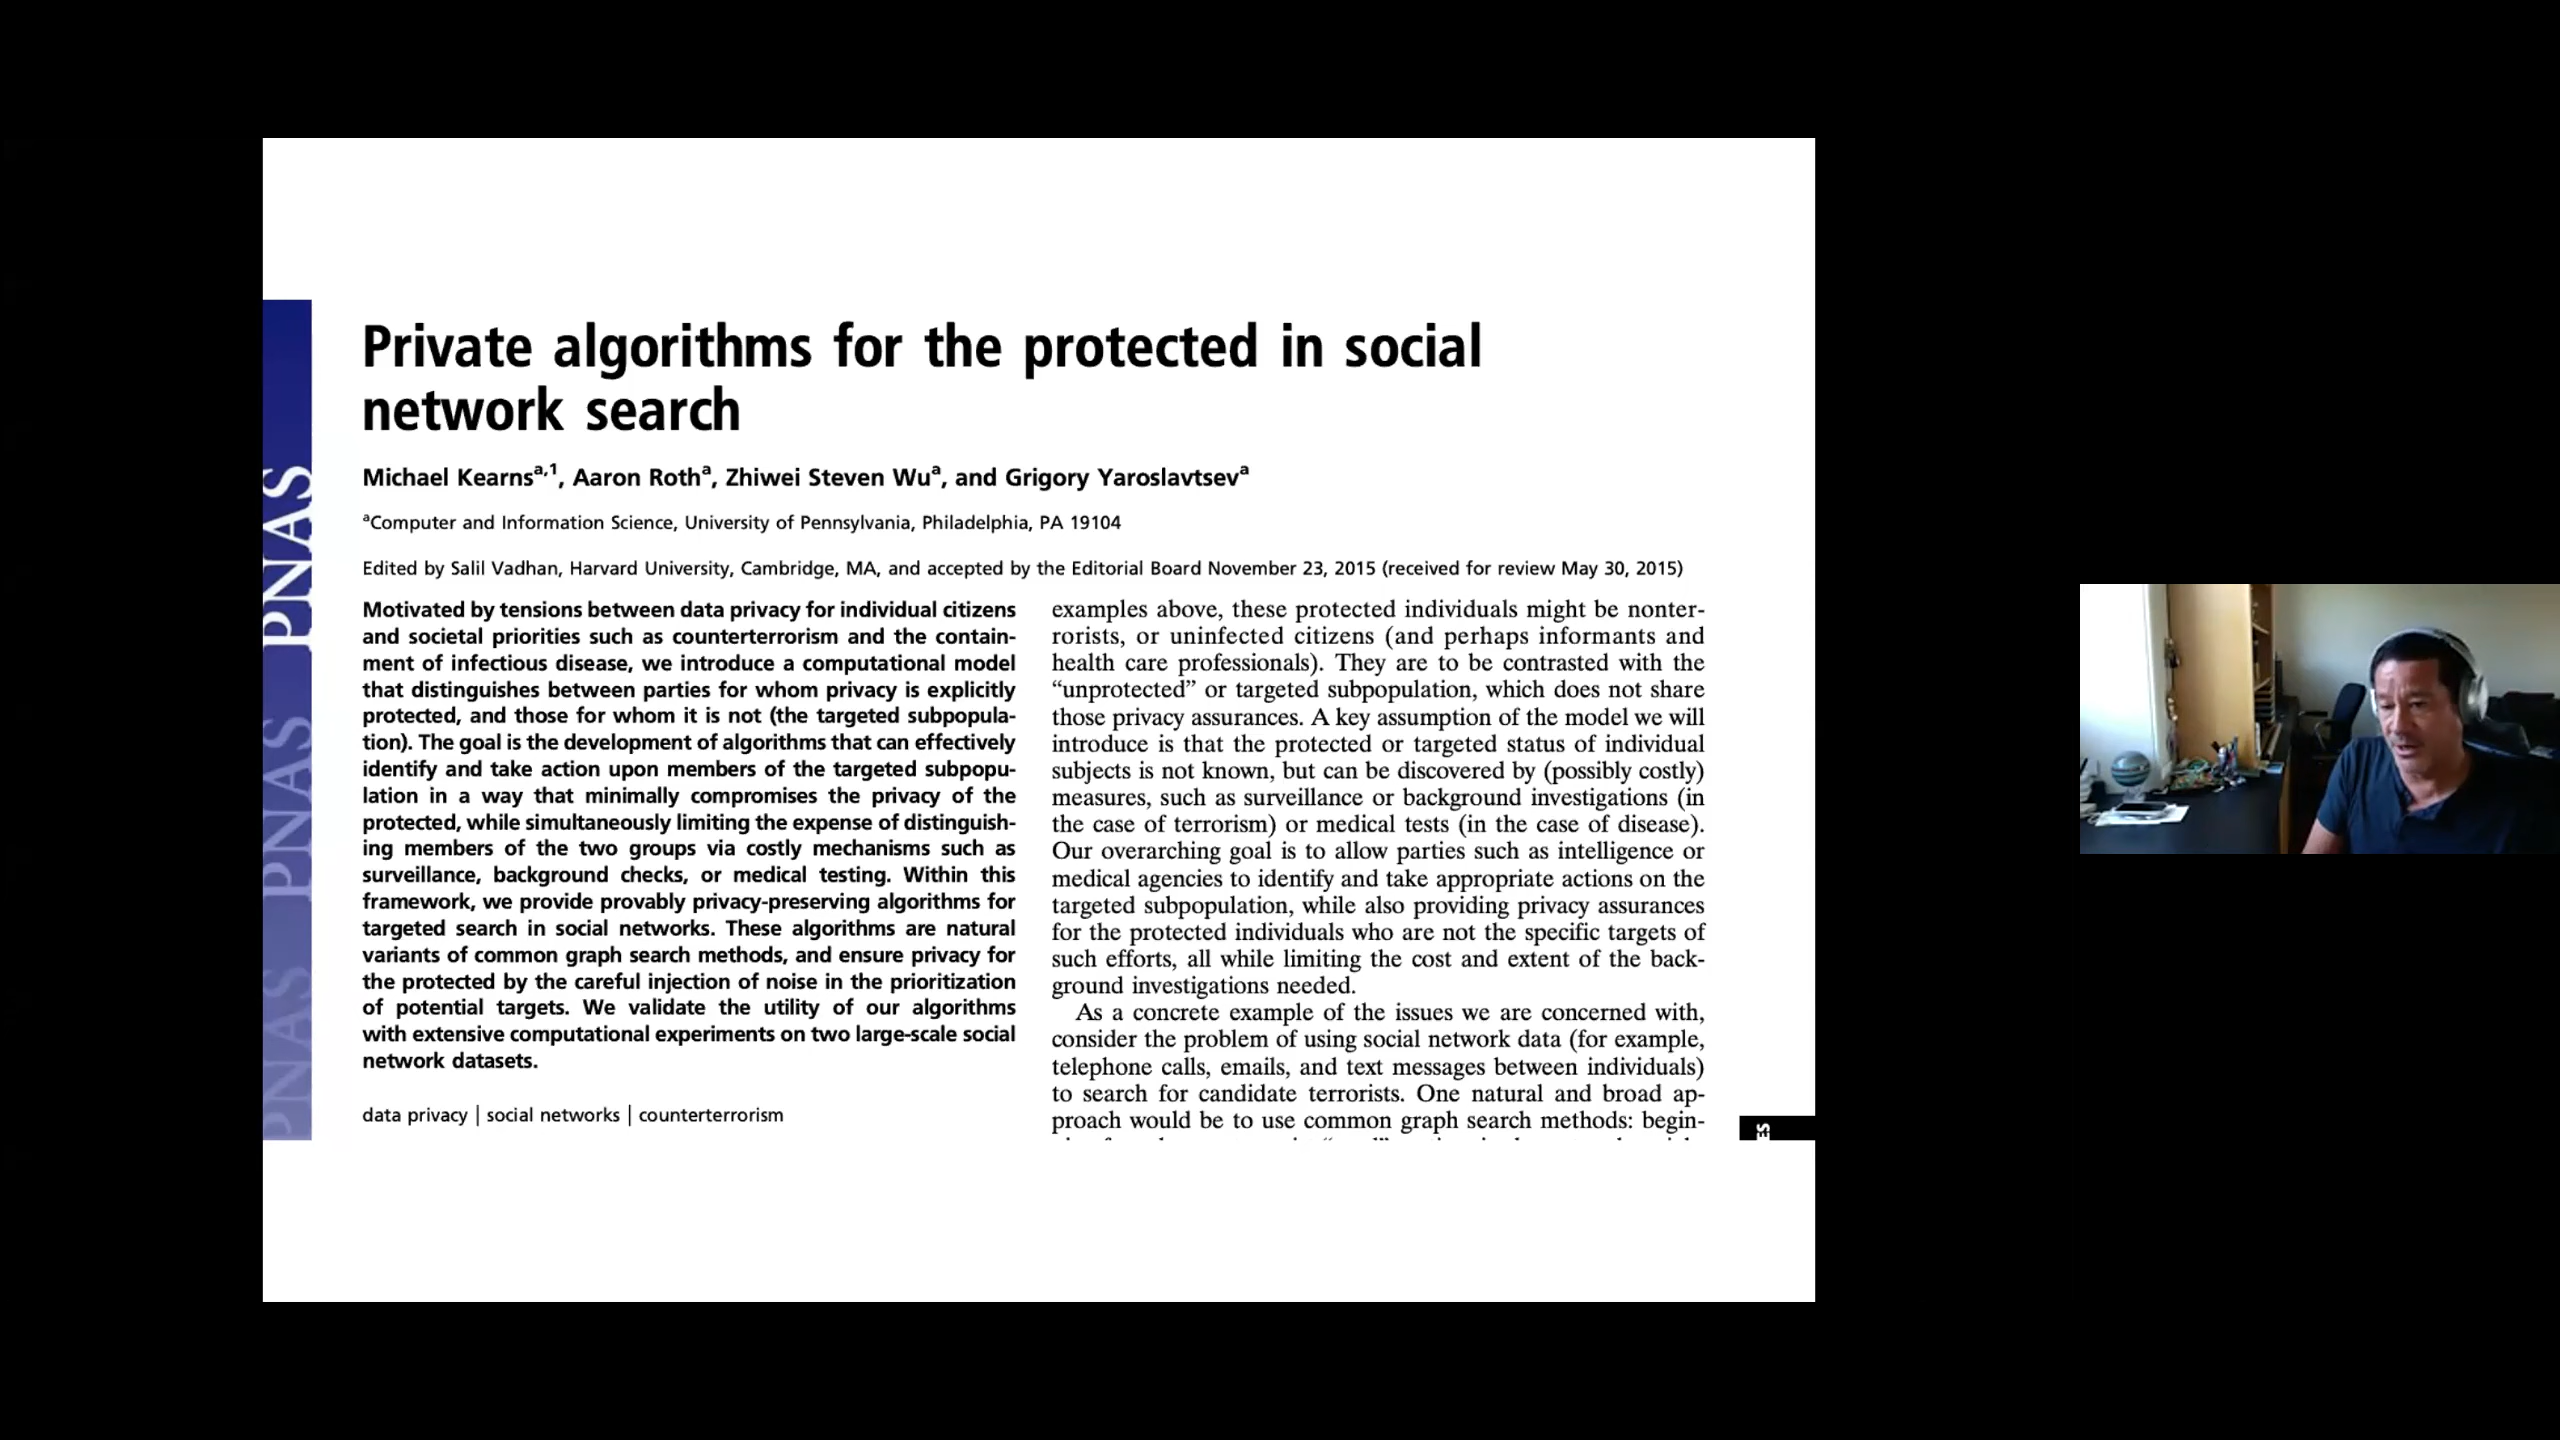 PNAS PNAS PNAS
Private algorithms for the protected in social
network search
Michael Kearnsa,1, Aaron Rotha, Zhiwei Steven Wua, and Grigory Yaroslavtseva
aComputer and Information Science, University of Pennsylvania, Philadelphia, PA 19104
Edited by Salil Vadhan, Harvard University, Cambridge, MA, and accepted by the Editorial Board November 23, 2015 (received for review May 30, 2015)
Motivated by tensions between data privacy for individual citizens
and societal priorities such as counterterrorism and the contain-
ment of infectious disease, we introduce a computational model
that distinguishes between parties for whom privacy is explicitly
protected, and those for whom it is not (the targeted subpopula-
tion). The goal is the development of algorithms that can effectively
identify and take action upon members of the targeted subpopu-
lation in a way that minimally compromises the privacy of the
protected, while simultaneously limiting the expense of distinguish-
ing members of the two groups via costly mechanisms such as
surveillance, background checks, or medical testing. Within this
framework, we provide provably privacy-preserving algorithms for
targeted search in social networks. These algorithms are natural
variants of common graph search methods, and ensure privacy for
the protected by the careful injection of noise in the prioritization
of potential targets. We validate the utility of our algorithms
with extensive computational experiments on two large-scale social
network datasets.
data privacy | social networks | counterterrorism
examples above, these protected individuals might be nonter-
rorists, or uninfected citizens (and perhaps informants and
health care professionals). They are to be contrasted with the
“unprotected” or targeted subpopulation, which does not share
those privacy assurances. A key assumption of the model we will
introduce is that the protected or targeted status of individual
subjects is not known, but can be discovered by (possibly costly)
measures, such as surveillance or background investigations (in
the case of terrorism) or medical tests (in the case of disease).
Our overarching goal is to allow parties such as intelligence or
medical agencies to identify and take appropriate actions on the
targeted subpopulation, while also providing privacy assurances
for the protected individuals who are not the specific targets of
such efforts, all while limiting the cost and extent of the back-
ground investigations needed.
As a concrete example of the issues we are concerned with,
consider the problem of using social network data (for example,
telephone calls, emails, and text messages between individuals)
to search for candidate terrorists. One natural and broad ap-
proach would be to use common graph search methods: begin-
ES